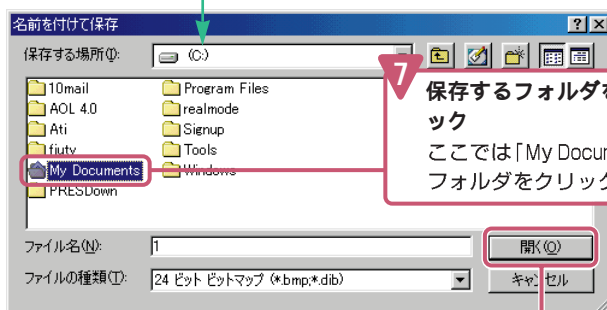 名前を付けて保存
保存する場所(I):
(C:)
10mail
AOL 4.0
Ati
fiuty
My Documents
PRESDown
Program Files
realmode
Signup
Tools
Windows
7
保存するフォルダを
ック
ここでは「My Docum
フォルダをクリック
ファイル名(N):
1
開く(O)
ファイルの種類(T):
24 ビット ビットマップ (*.bmp;*.dib)
キャンセル